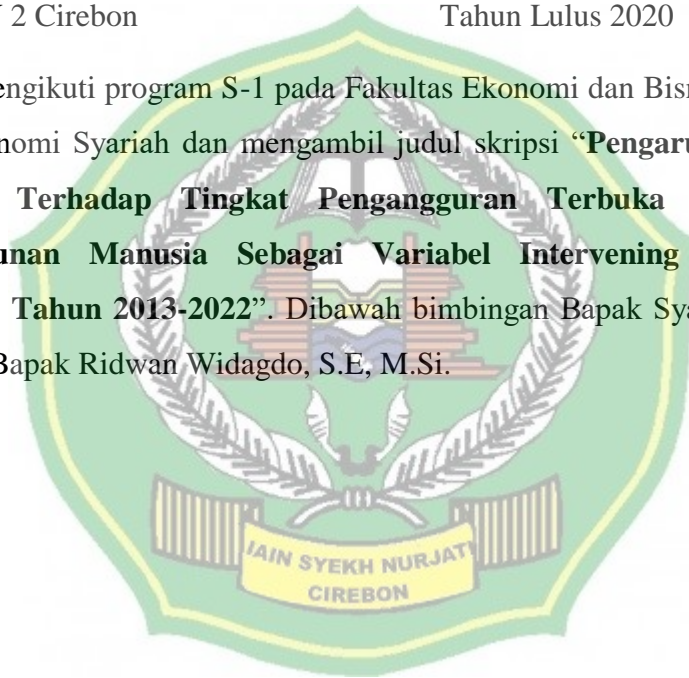 2 Cirebon Tahun Lulus 2020
engikuti program S-1 pada Fakultas Ekonomi dan Bisn
nomi Syariah dan mengambil judul skripsi “Pengaru
Terhadap Tingkat Pengangguran Terbuka
unan Manusia Sebagai Variabel Intervening
Tahun 2013-2022”. Dibawah bimbingan Bapak Sya
Bapak Ridwan Widagdo, S.E, M.Si.
IAIN SYEKH NURJATI
CIREBON